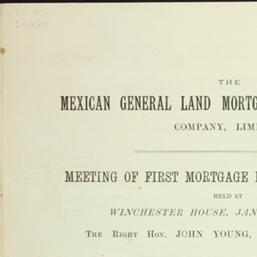 THE
MEXICAN GENERAL LAND MORTG
COMPANY, LIM
MEETING OF FIRST MORTGAGE
HELD AT
WINCHESTER HOUSE, JAN
THE RIGHT HON. JOHN YOUNG,